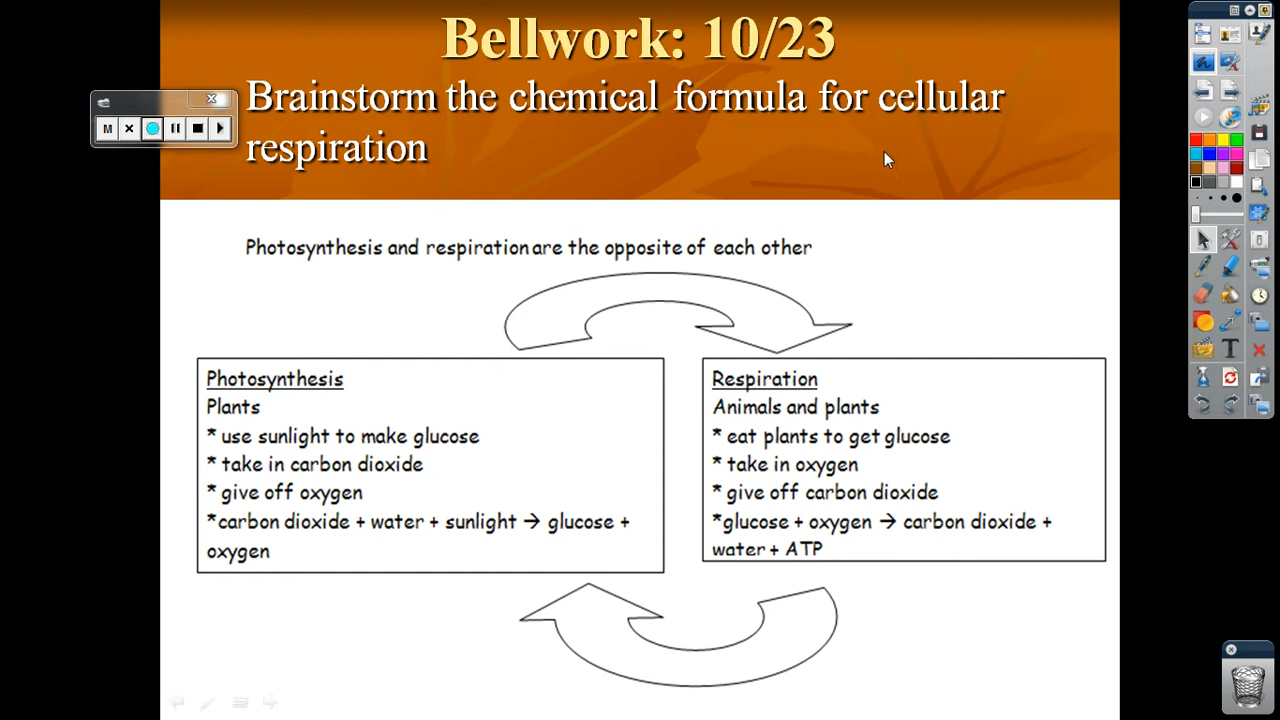 Bellwork: 10/23
Brainstorm the chemical formula for cellular
respiration
M
Photosynthesis and respiration are the opposite of each other
Photosynthesis
Plants
* use sunlight to make glucose
* take in carbon dioxide
* give off oxygen
*carbon dioxide + water + sunlight → glucose +
oxygen
Respiration
Animals and plants
* eat plants to get glucose
* take in oxygen
* give off carbon dioxide
*glucose + oxygen → carbon dioxide +
water + ATP
T